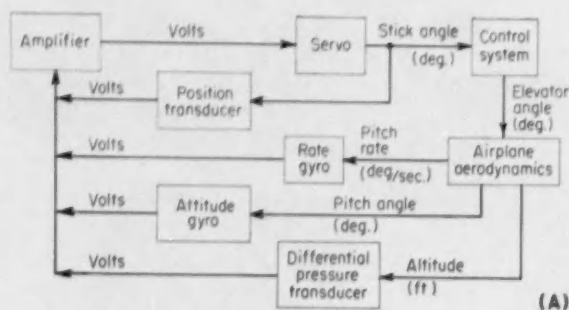 Amplifier
Volts
Servo
Stick angle
(deg.)
Control
system
Volts
Position
transducer
Elevator
angle
(deg.)
Volts
Rate
gyro
Pitch
rate
(deg/sec.)
Airplane
aerodynamics
Volts
Attitude
gyro
Pitch angle
(deg.)
Volts
Differential
pressure
transducer
Altitude
(ft)
(A)